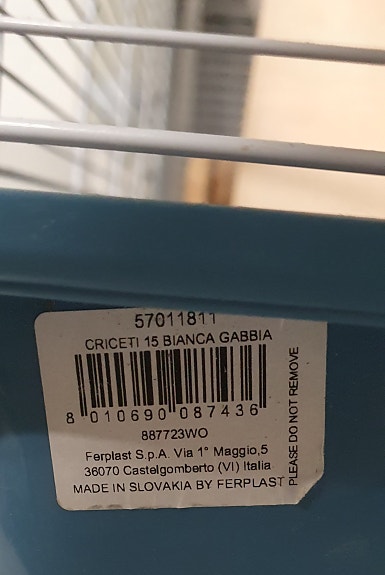 57011811
CRICETI 15 BIANCA GABBIA
8 010690 087436
887723WO
Ferplast S.p.A. Via 1° Maggio,5
36070 Castelgomberto (VI) Italia
MADE IN SLOVAKIA BY FERPLAST
PLEASE DO NOT REMOVE